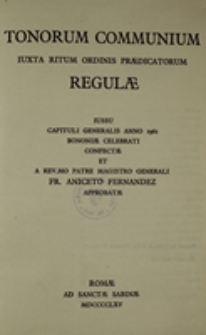 TONORUM COMMUNIUM
IUXTA RITUM ORDINIS PRÆDICATORUM
REGULÆ
IUSSU
CAPITULI GENERALIS ANNO 1961
BONONIÆ CELEBRATI
CONFECTÆ
ET
A REV.MO PATRE MAGISTRO GENERALI
FR. ANICETO FERNANDEZ
APPROBATÆ
ROMÆ
AD SANCTÆ SABINÆ
MDCCCCLXV